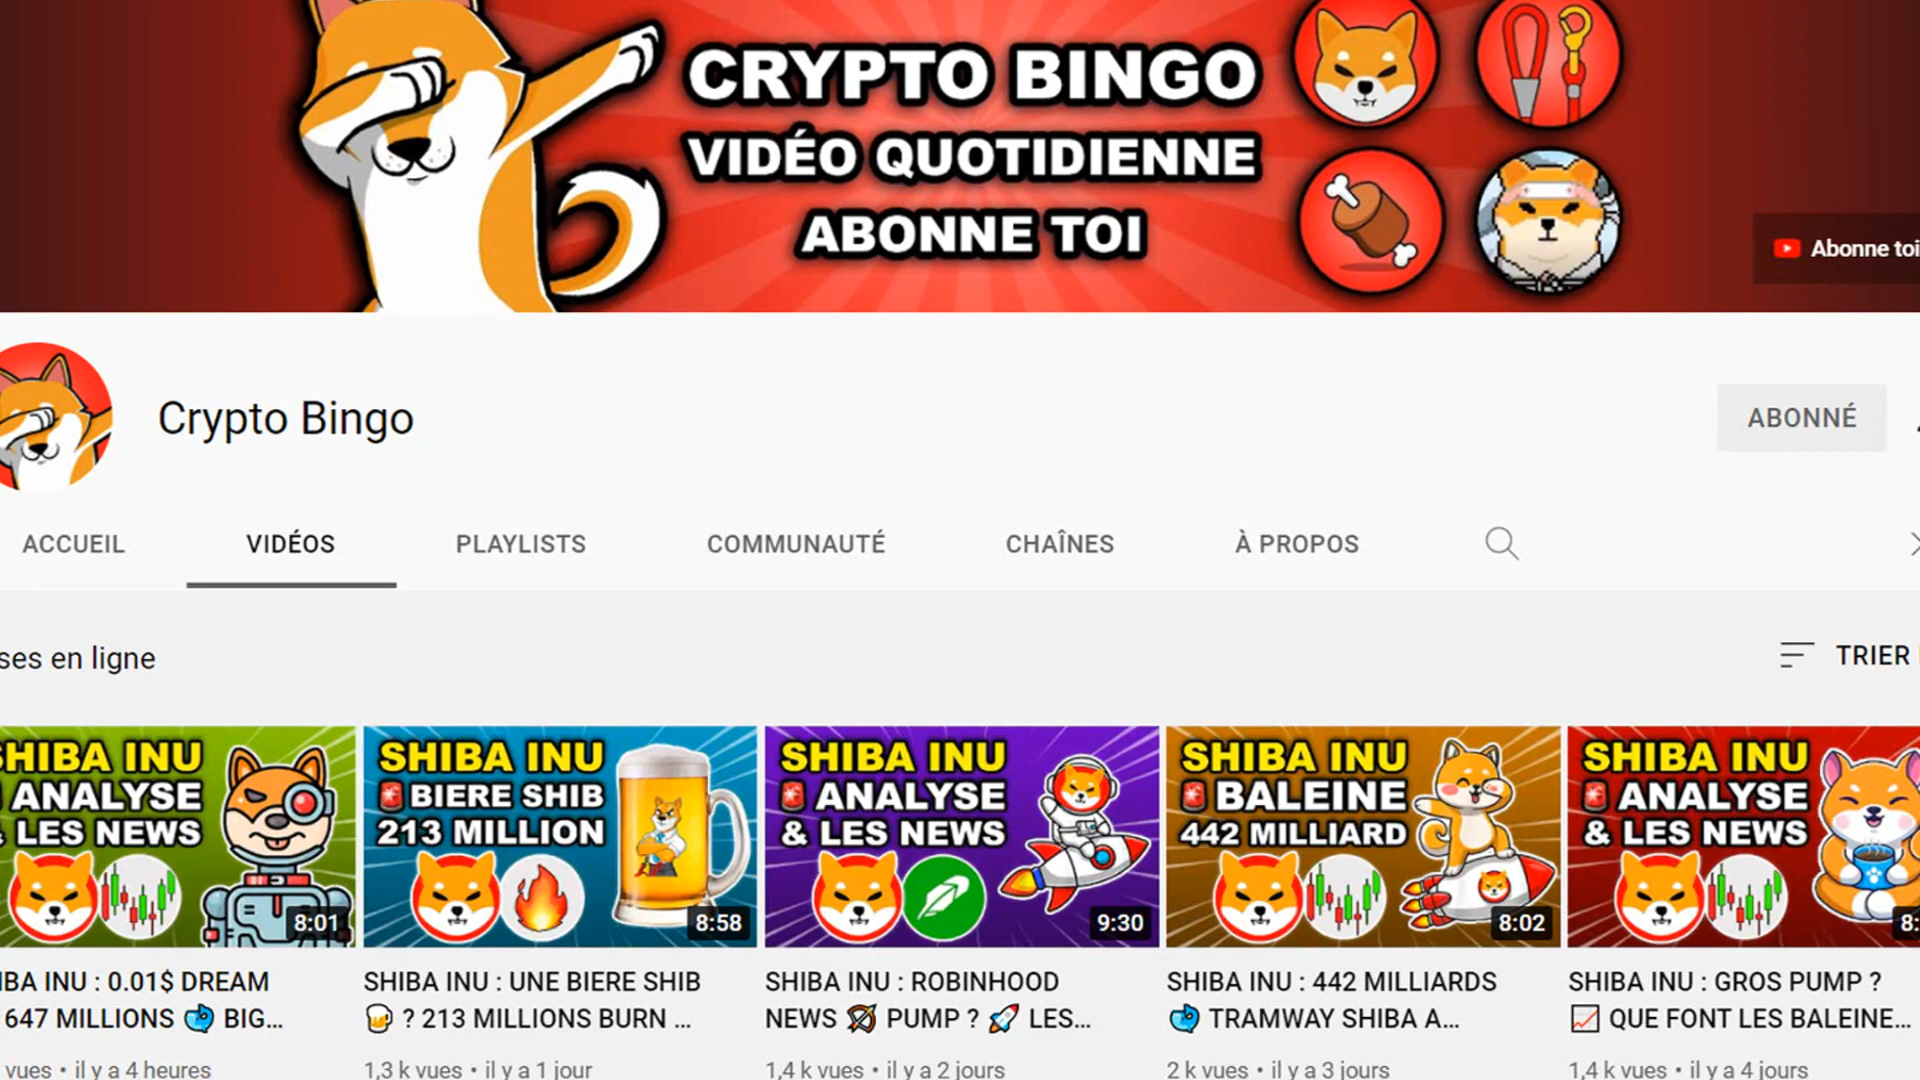 CRYPTO BINGO
VIDÉO QUOTIDIENNE
ABONNE TOI
Abonne toi
Crypto Bingo
ABONNÉ
ACCUEIL
VIDÉOS
PLAYLISTS
COMMUNAUTÉ
CHAÎNES
À PROPOS
ses en ligne
TRIER
SHIBA INU
ANALYSE
& LES NEWS
8:01
SHIBA INU
BIERE SHIB
213 MILLION
8:58
SHIBA INU
ANALYSE
& LES NEWS
9:30
SHIBA INU
BALEINE
442 MILLIARD
8:02
SHIBA INU
ANALYSE
& LES NEWS
8:
IBA INU : 0.01$ DREAM
647 MILLIONS 🐳 BIG...
vues • il y a 4 heures
SHIBA INU : UNE BIERE SHIB
🍺 ? 213 MILLIONS BURN ...
1,3 k vues • il y a 1 jour
SHIBA INU : ROBINHOOD
NEWS 🏹 PUMP ? 🚀 LES...
1,4 k vues • il y a 2 jours
SHIBA INU : 442 MILLIARDS
🐳 TRAMWAY SHIBA A...
2 k vues • il y a 3 jours
SHIBA INU : GROS PUMP ?
📈 QUE FONT LES BALEINE...
1,4 k vues • il y a 4 jours